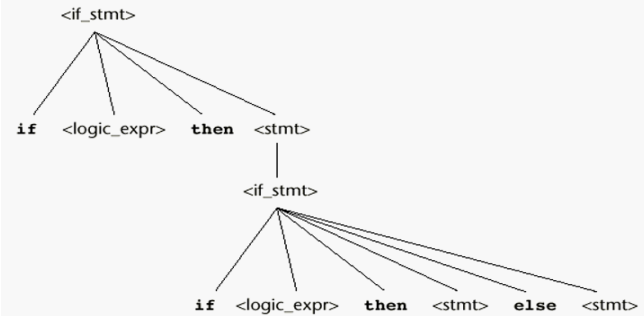 <if_stmt>
if <logic_expr> then <stmt>
<if_stmt>
if <logic_expr> then <stmt> else <stmt>